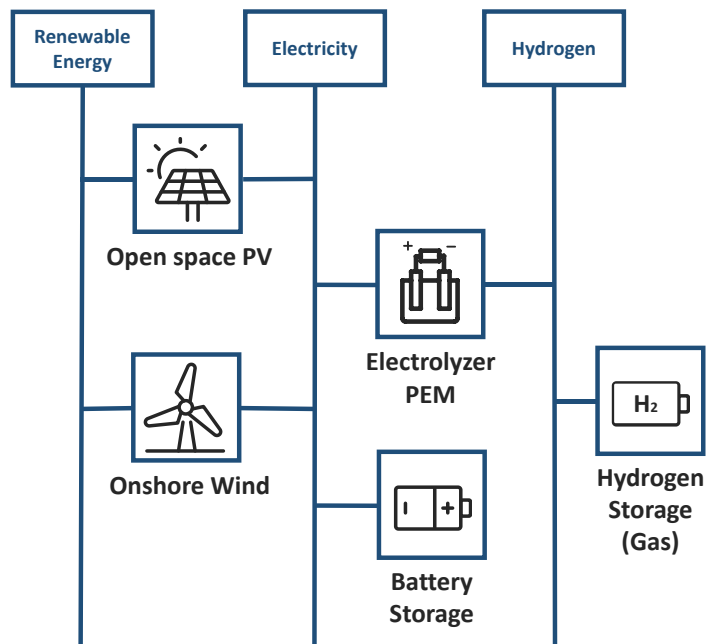 Renewable
Energy
Electricity
Hydrogen
Open space PV
+ −
Electrolyzer
PEM
Onshore Wind
H₂
Hydrogen
Storage
(Gas)
+
Battery
Storage